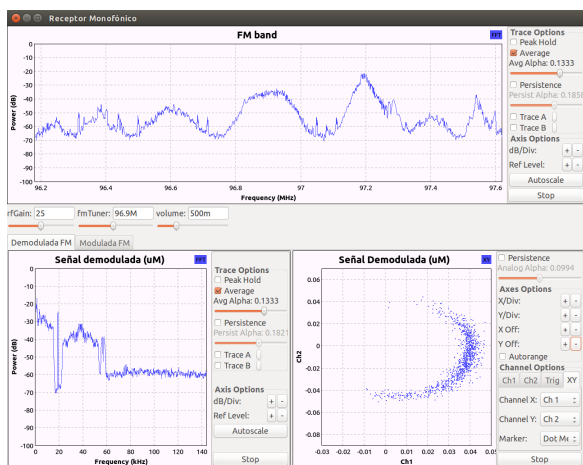 Receptor Monofónico
FM band
FFT
Trace Options
Peak Hold
Average
Avg Alpha: 0.1333
Persistence
Persist Alpha: 0.1858
Trace A
Trace B
Axis Options
dB/Div: + -
Ref Level: + -
Autoscale
Stop
Power (dB)
0
-10
-20
-30
-40
-50
-60
-70
-80
-90
-100
96.2 96.4 96.6 96.8 97 97.2 97.4 97.6
Frequency (MHz)
rfGain: 25 fmTuner: 96.9M volume: 500m
Demodulada FM Modulada FM
Señal demodulada (uM)
FFT
Power (dB)
0
-10
-20
-30
-40
-50
-60
-70
-80
-90
-100
0 20 40 60 80 100 120 140
Frequency (kHz)
Trace Options
Peak Hold
Average
Avg Alpha: 0.1333
Persistence
Persist Alpha: 0.1821
Trace A
Trace B
Axis Options
dB/Div: + -
Ref Level: + -
Autoscale
Stop
Señal Demodulada (uM)
XY
Ch2
0.06
0.04
0.02
0
-0.02
-0.04
-0.06
-0.08
-0.03 -0.02 -0.01 0 0.01 0.02 0.03 0.04 0.05
Ch1
Persistence
Analog Alpha: 0.0994
Axes Options
X/Div: + -
Y/Div: + -
X Off: + -
Y Off: + -
Autorange
Channel Options
Ch1 Ch2 Trig XY
Channel X: Ch 1
Channel Y: Ch 2
Marker: Dot Me
Stop